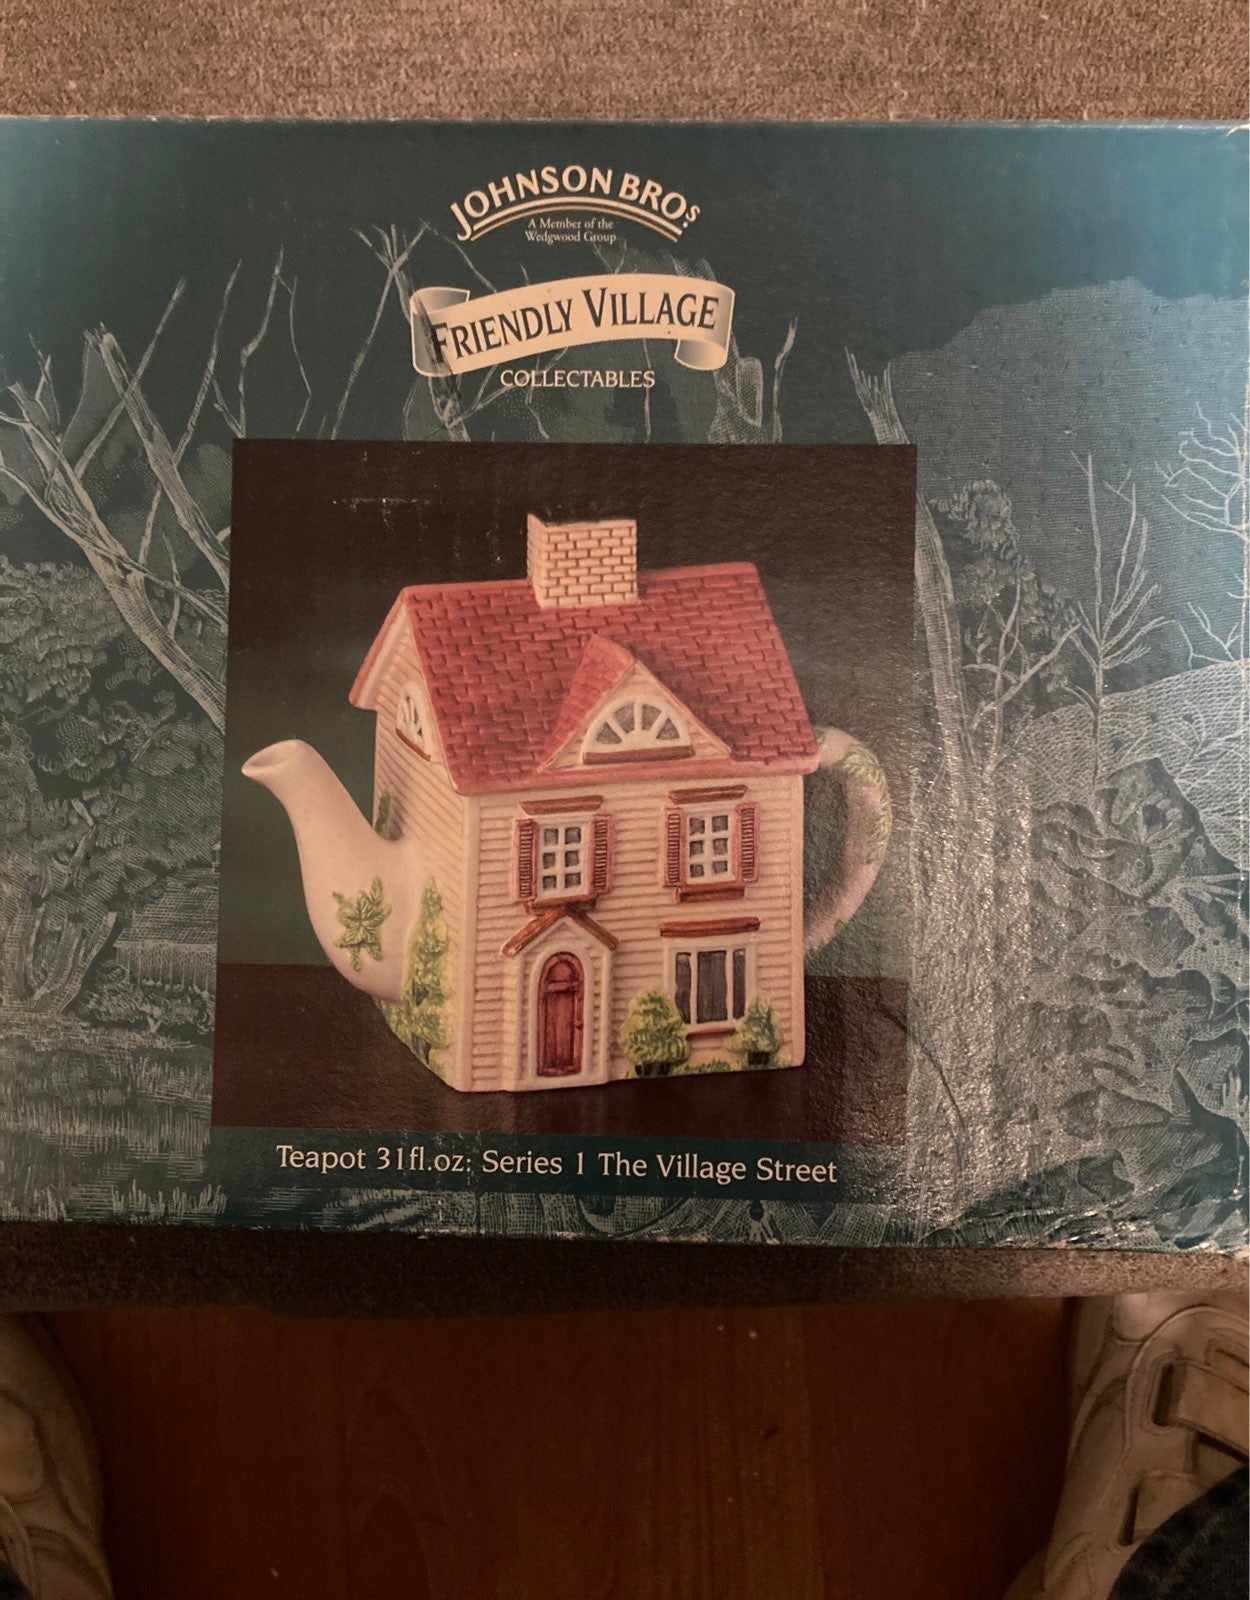 JOHNSON BROS.
A Member of the
Wedgwood Group
FRIENDLY VILLAGE
COLLECTABLES
Teapot 31fl.oz: Series 1 The Village Street